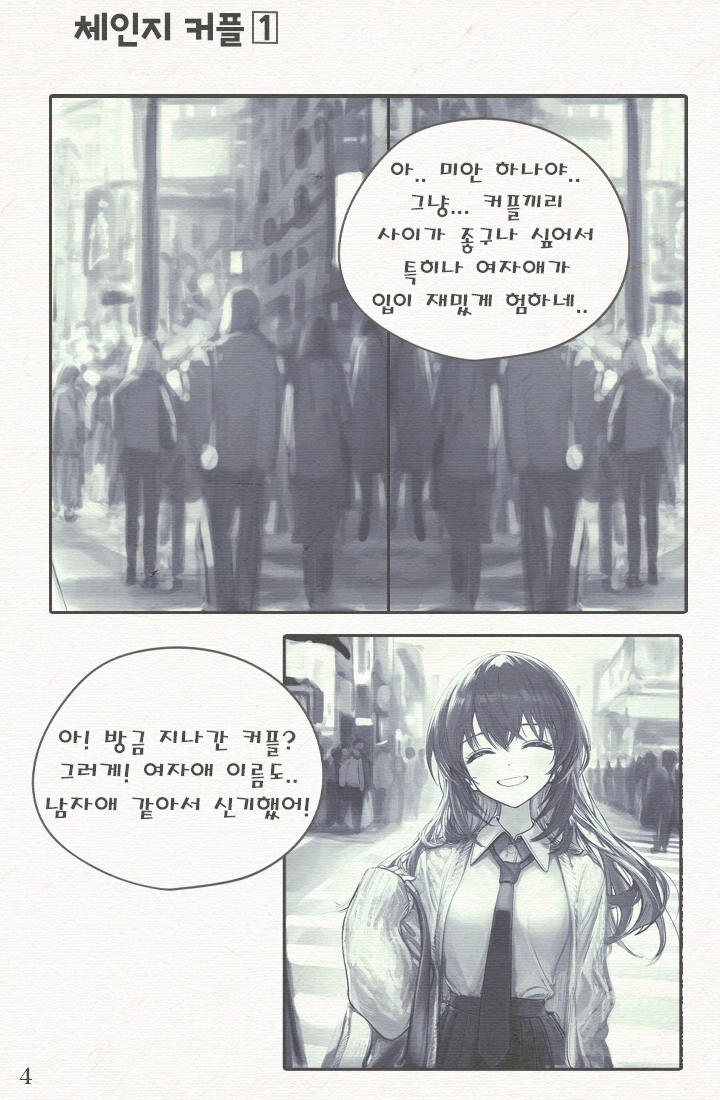 체인지 커플 1
아.. 미안 하나야..
그냥... 커플끼리
사이가 좋구나 싶어서
특히나 여자애가
입이 재밌게 험하네..
아! 방금 지나간 커플?
그러게! 여자애 이름도..
남자애 같아서 신기했어!
4